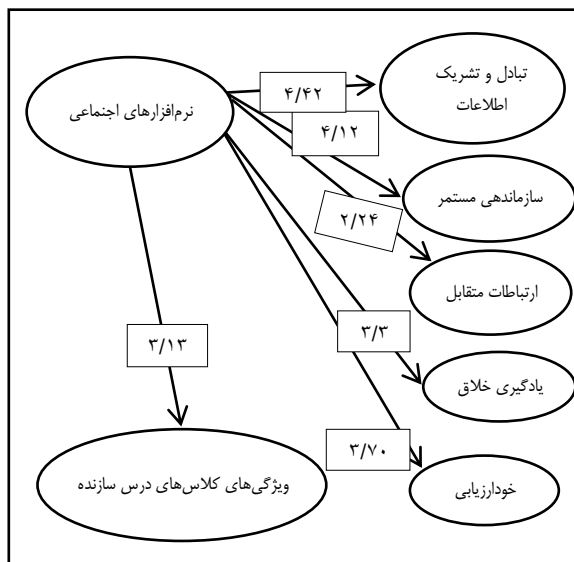 تبادل و تشریک
اطلاعات
۴/۴۲
نرم‌افزارهای اجتماعی
۴/۱۲
سازماندهی مستمر
۲/۲۴
ارتباطات متقابل
۳/۳
۳/۱۳
یادگیری خلاق
۳/۷۰
ویژگی‌های کلاس‌های درس سازنده
خودارزیابی